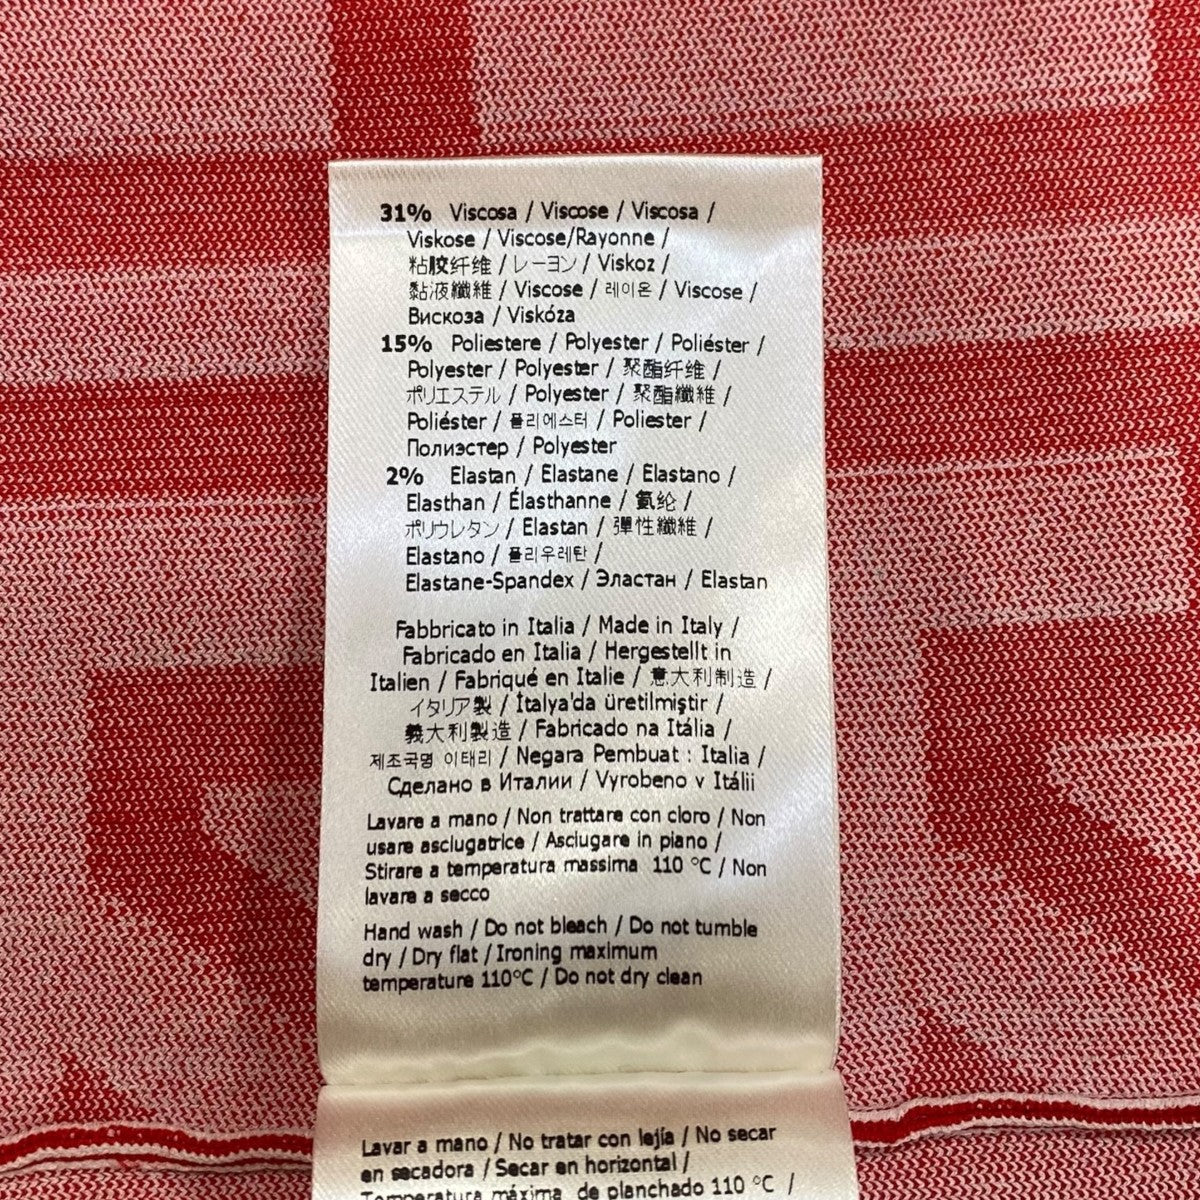 31% Viscosa / Viscose / Viscosa /
Viskose / Viscose/Rayonne /
粘胶纤维 / レーヨン / Viskoz /
黏液纖維 / Viscose / 레이온 / Viscose /
Вискоза / Viskóza
15% Poliestere / Polyester / Poliéster /
Polyester / Polyester / 聚酯纤维 /
ポリエステル / Polyester / 聚酯纖維 /
Poliéster / 폴리에스터 / Poliester /
Полиэстер / Polyester
2% Elastan / Elastane / Elastano /
Elasthan / Élasthanne / 氨纶 /
ポリウレタン / Elastan / 彈性纖維 /
Elastano / 폴리우레탄 /
Elastane-Spandex / Эластан / Elastan
Fabbricato in Italia / Made in Italy /
Fabricado en Italia / Hergestellt in
Italien / Fabriqué en Italie / 意大利制造 /
イタリア製 / İtalya'da üretilmiştir /
義大利製造 / Fabricado na Itália /
제조국명 이태리 / Negara Pembuat : Italia /
Сделано в Италии / Vyrobeno v Itálii
Lavare a mano / Non trattare con cloro / Non
usare asciugatrice / Asciugare in piano /
Stirare a temperatura massima 110 °C / Non
lavare a secco
Hand wash / Do not bleach / Do not tumble
dry / Dry flat / Ironing maximum
temperature 110°C / Do not dry clean
Lavar a mano / No tratar con lejía / No secar
en secadora / Secar en horizontal /
Temperatura máxima de planchado 110 °C /